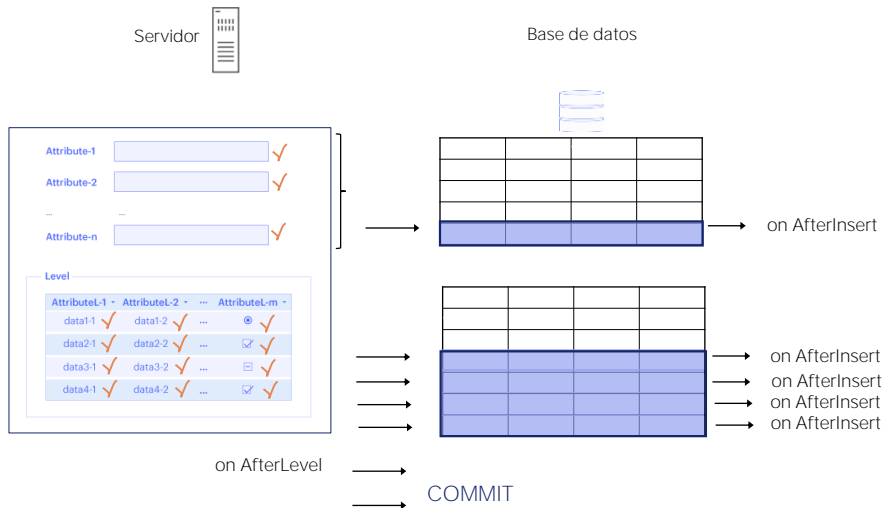 Servidor
Base de datos
Attribute-1
Attribute-2
... ...
Attribute-n
on AfterInsert
Level
AttributeL-1 AttributeL-2 ... AttributeL-m
data1-1 data1-2 ...
data2-1 data2-2 ...
data3-1 data3-2 ...
data4-1 data4-2 ...
on AfterInsert
on AfterInsert
on AfterInsert
on AfterInsert
on AfterLevel
COMMIT